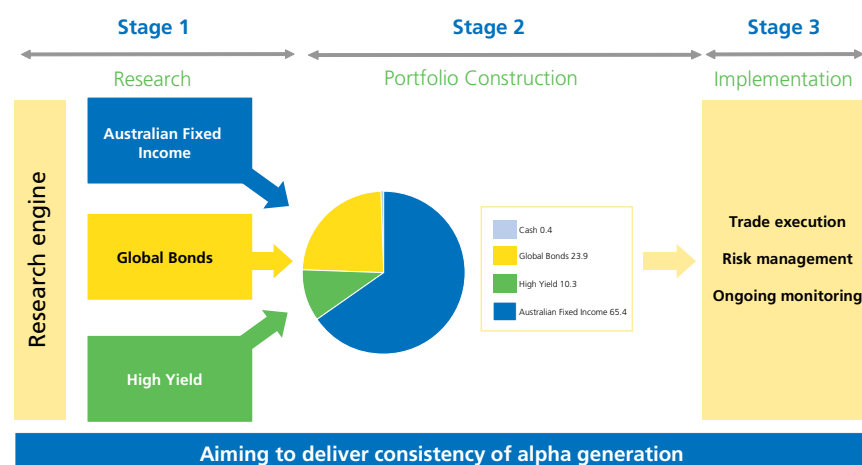 Stage 1
Stage 2
Stage 3
Research
Portfolio Construction
Implementation
Research engine
Australian Fixed
Income
Global Bonds
High Yield
Cash 0.4
Global Bonds 23.9
High Yield 10.3
Australian Fixed Income 65.4
Trade execution
Risk management
Ongoing monitoring
Aiming to deliver consistency of alpha generation